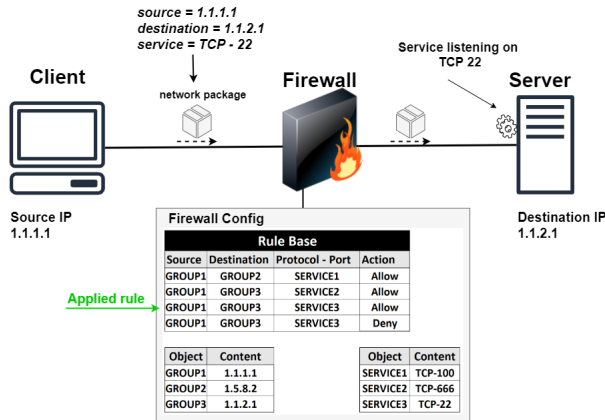 source = 1.1.1.1
destination = 1.1.2.1
service = TCP - 22
Service listening on
TCP 22
Client
Firewall
Server
network package
Source IP
1.1.1.1
Destination IP
1.1.2.1
Firewall Config
Rule Base
Source Destination Protocol - Port Action
GROUP1 GROUP2 SERVICE1 Allow
GROUP1 GROUP3 SERVICE2 Allow
Applied rule
GROUP1 GROUP3 SERVICE3 Allow
GROUP1 GROUP3 SERVICE3 Deny
Object Content
GROUP1 1.1.1.1
GROUP2 1.5.8.2
GROUP3 1.1.2.1
Object Content
SERVICE1 TCP-100
SERVICE2 TCP-666
SERVICE3 TCP-22